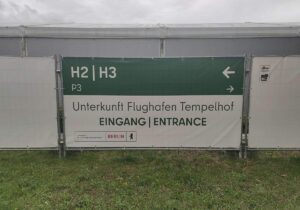 H2 | H3 ←
P3 →
Unterkunft Flughafen Tempelhof
EINGANG | ENTRANCE
BERLIN